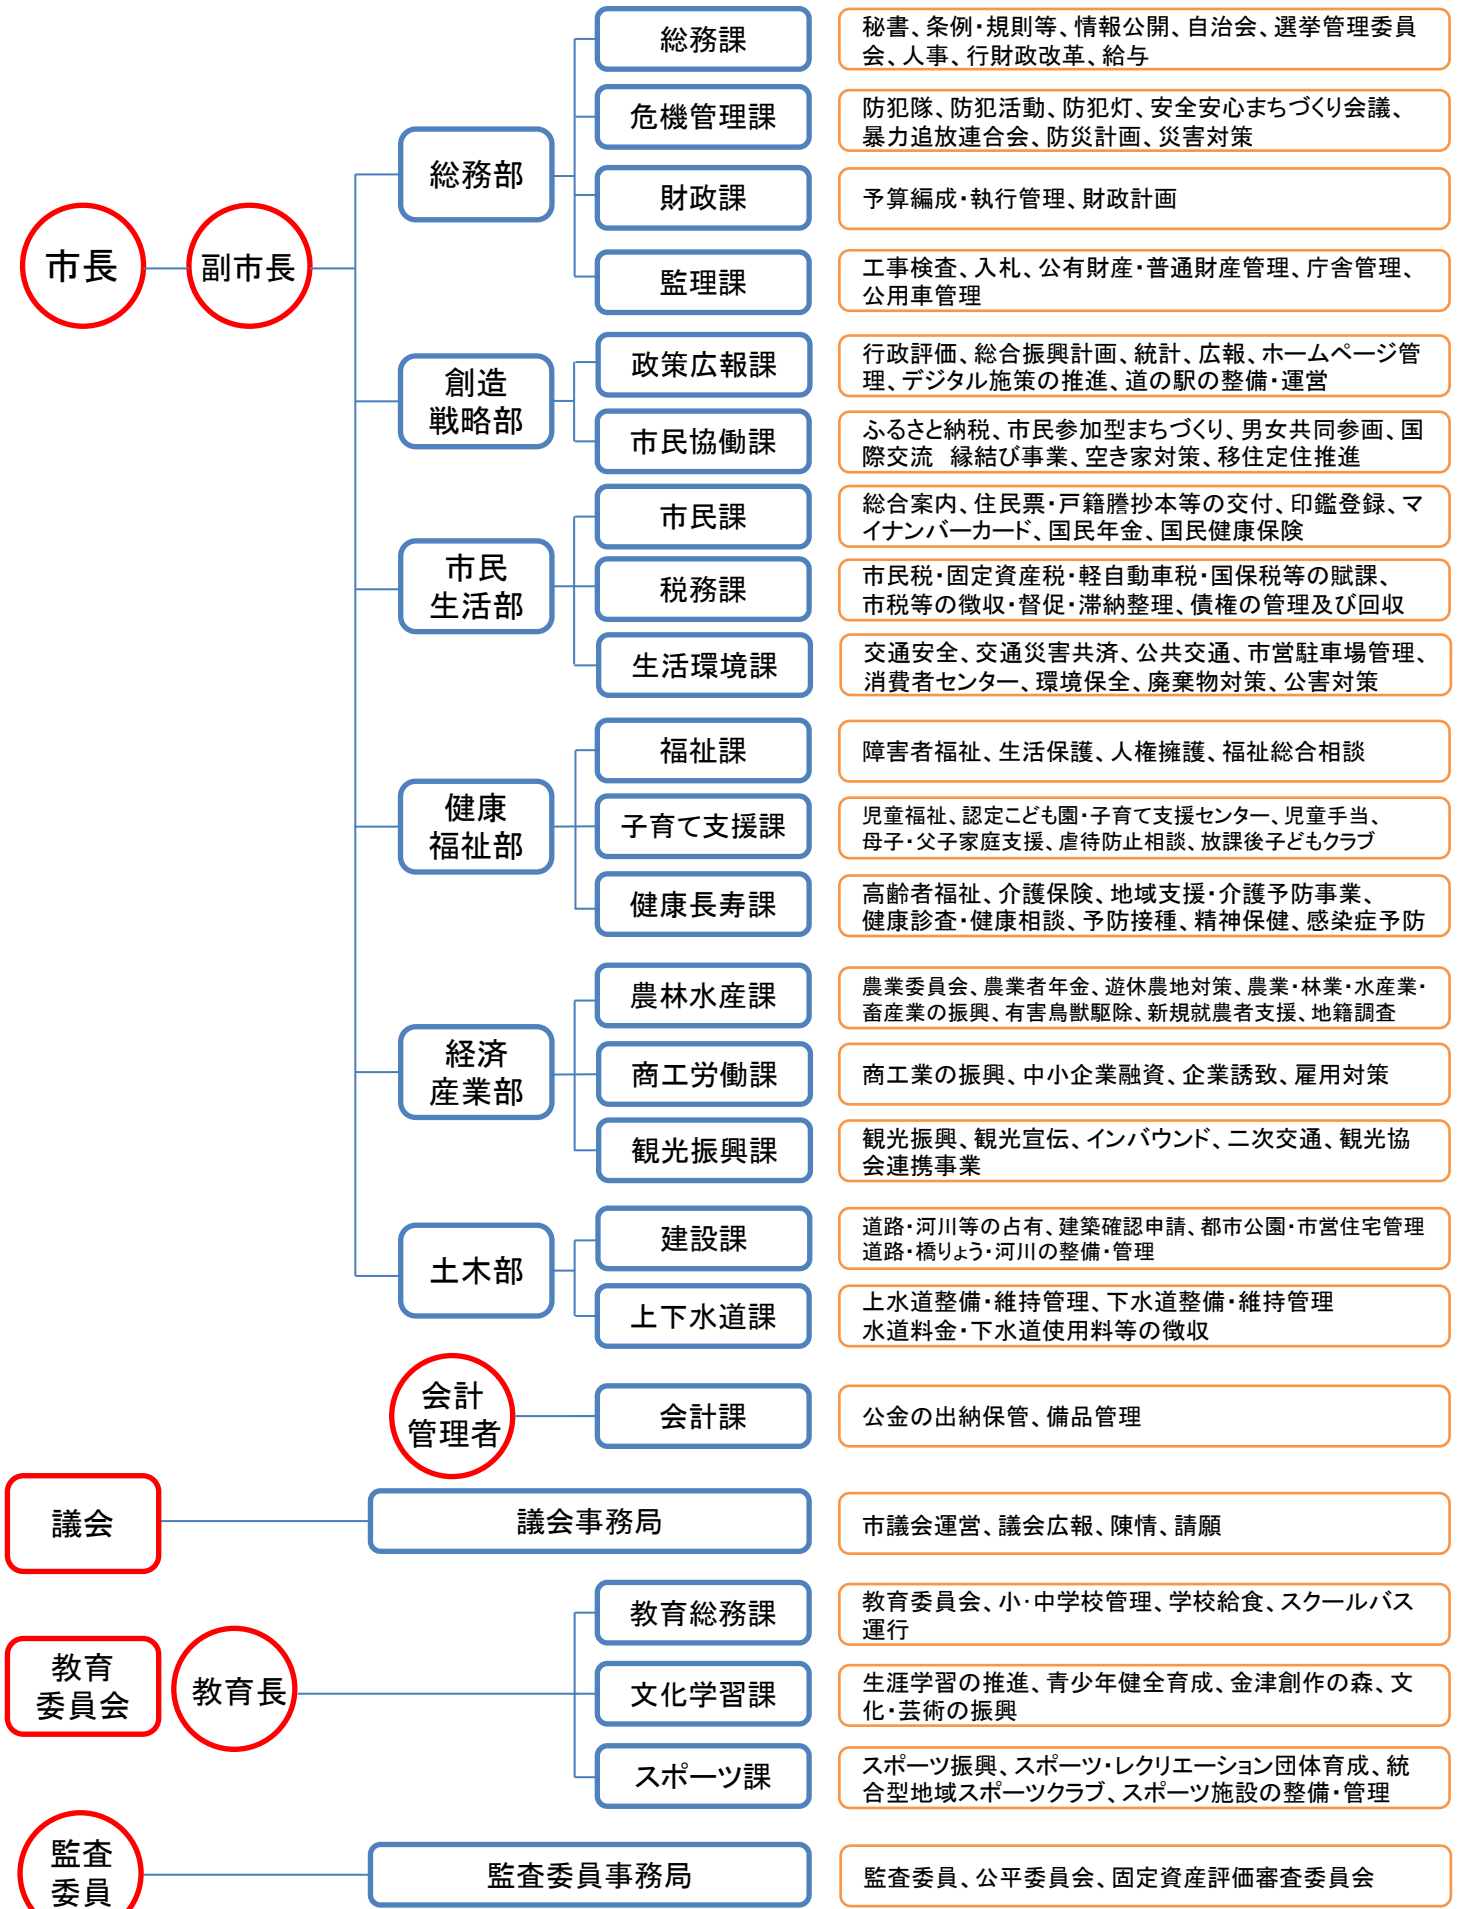 市長
副市長
総務部
総務課
秘書、条例・規則等、情報公開、自治会、選挙管理委員
会、人事、行財政改革、給与
危機管理課
防犯隊、防犯活動、防犯灯、安全安心まちづくり会議、
暴力追放連合会、防災計画、災害対策
財政課
予算編成・執行管理、財政計画
監理課
工事検査、入札、公有財産・普通財産管理、庁舎管理、
公用車管理
創造
戦略部
政策広報課
行政評価、総合振興計画、統計、広報、ホームページ管
理、デジタル施策の推進、道の駅の整備・運営
市民協働課
ふるさと納税、市民参加型まちづくり、男女共同参画、国
際交流　縁結び事業、空き家対策、移住定住推進
市民
生活部
市民課
総合案内、住民票・戸籍謄抄本等の交付、印鑑登録、マ
イナンバーカード、国民年金、国民健康保険
税務課
市民税・固定資産税・軽自動車税・国保税等の賦課、
市税等の徴収・督促・滞納整理、債権の管理及び回収
生活環境課
交通安全、交通災害共済、公共交通、市営駐車場管理、
消費者センター、環境保全、廃棄物対策、公害対策
健康
福祉部
福祉課
障害者福祉、生活保護、人権擁護、福祉総合相談
子育て支援課
児童福祉、認定こども園・子育て支援センター、児童手当、
母子・父子家庭支援、虐待防止相談、放課後子どもクラブ
健康長寿課
高齢者福祉、介護保険、地域支援・介護予防事業、
健康診査・健康相談、予防接種、精神保健、感染症予防
経済
産業部
農林水産課
農業委員会、農業者年金、遊休農地対策、農業・林業・水産業・
畜産業の振興、有害鳥獣駆除、新規就農者支援、地籍調査
商工労働課
商工業の振興、中小企業融資、企業誘致、雇用対策
観光振興課
観光振興、観光宣伝、インバウンド、二次交通、観光協
会連携事業
土木部
建設課
道路・河川等の占有、建築確認申請、都市公園・市営住宅管理
道路・橋りょう・河川の整備・管理
上下水道課
上水道整備・維持管理、下水道整備・維持管理
水道料金・下水道使用料等の徴収
会計
管理者
会計課
公金の出納保管、備品管理
議会
議会事務局
市議会運営、議会広報、陳情、請願
教育
委員会
教育長
教育総務課
教育委員会、小・中学校管理、学校給食、スクールバス
運行
文化学習課
生涯学習の推進、青少年健全育成、金津創作の森、文
化・芸術の振興
スポーツ課
スポーツ振興、スポーツ・レクリエーション団体育成、統
合型地域スポーツクラブ、スポーツ施設の整備・管理
監査
委員
監査委員事務局
監査委員、公平委員会、固定資産評価審査委員会